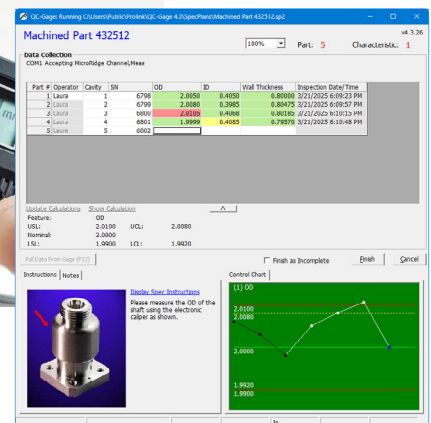 QC-Gage: Running C:\Users\Public\Prolink\QC-Gage 4.3\SpecPlans\Machined Part 432512.sp2
v4.3.26
Machined Part 432512
100%
Part: 5
Characteristic: 1
Data Collection
COM1 Accepting MicroRidge Channel,Meas
Part # Operator Cavity SN OD ID Wall Thickness Inspection Date/Time
1 Laura 1 6798 2.0050 0.4050 0.80000 3/21/2025 6:09:23 PM
2 Laura 2 6799 2.0080 0.3985 0.80475 3/21/2025 6:09:57 PM
3 Laura 3 6800 2.0105 0.4068 0.80185 3/21/2025 6:10:15 PM
4 Laura 4 6801 1.9999 0.4085 0.79570 3/21/2025 6:10:48 PM
5 Laura 5 6802
Update Calculations Show Calculation
Feature: OD
USL: 2.0100 UCL: 2.0080
Nominal: 2.0000
LSL: 1.9900 LCL: 1.9920
Pull Data From Gage (F12)
Finish as Incomplete
Finish
Cancel
Instructions Notes
Control Chart
Display Spec Instructions
Please measure the OD of the
shaft using the electronic
caliper as shown.
(1) OD
2.0100
2.0080
2.0000
1.9920
1.9900